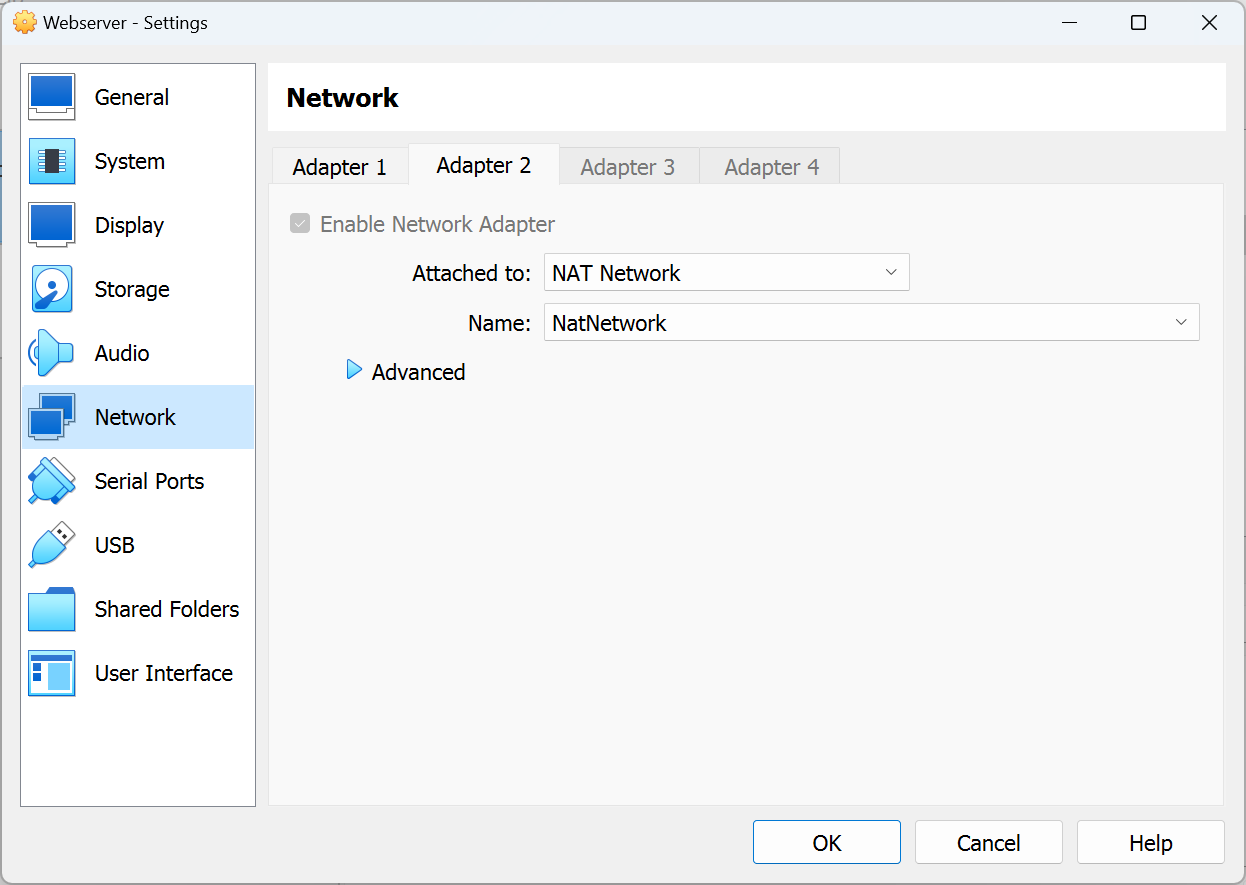 Webserver - Settings
General
System
Display
Storage
Audio
Network
Serial Ports
USB
Shared Folders
User Interface
Network
Adapter 1 Adapter 2 Adapter 3 Adapter 4
Enable Network Adapter
Attached to: NAT Network
Name: NatNetwork
Advanced
OK Cancel Help